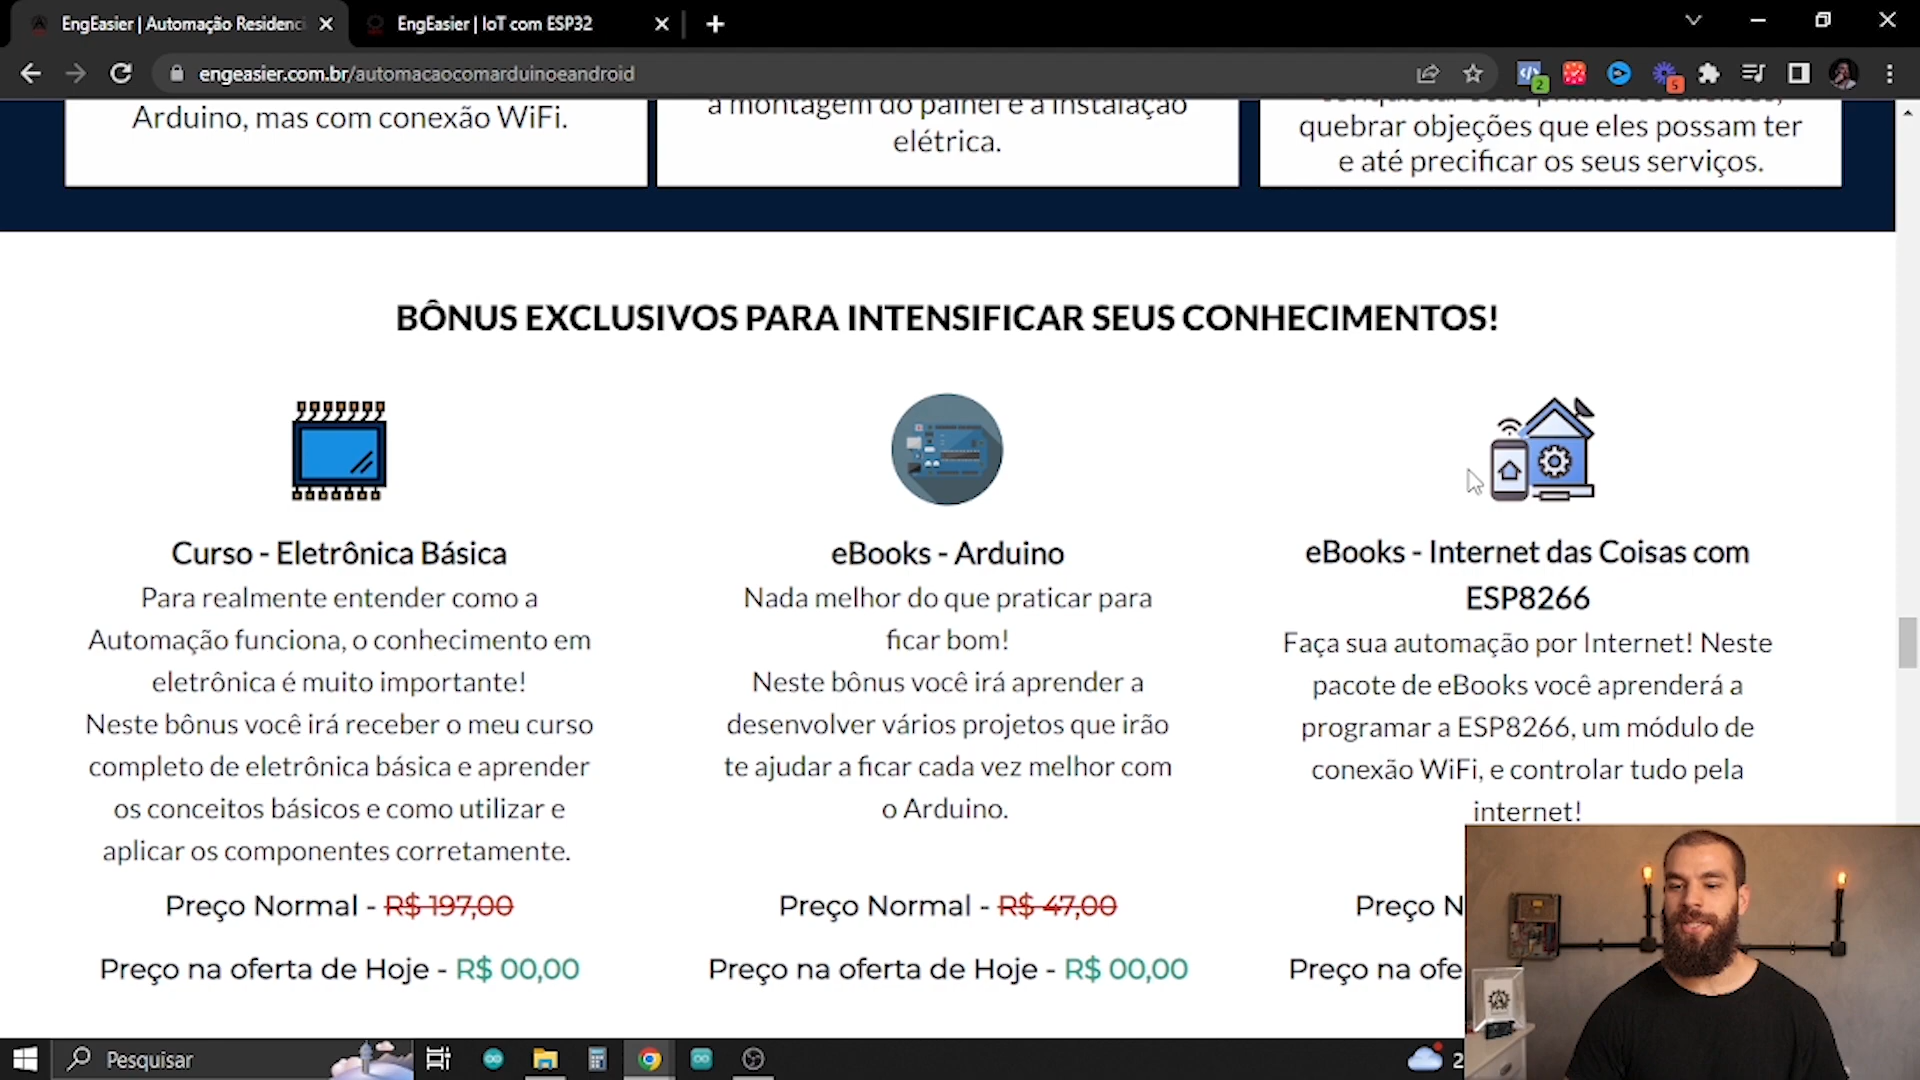 EngEasier | Automação Residenc
EngEasier | IoT com ESP32
engeasier.com.br/automacaocomarduinoeandroid
2
5
Arduino, mas com conexão WiFi.
a montagem do painel e a instalação
elétrica.
quebrar objeções que eles possam ter
e até precificar os seus serviços.
BÔNUS EXCLUSIVOS PARA INTENSIFICAR SEUS CONHECIMENTOS!
Curso - Eletrônica Básica
Para realmente entender como a
Automação funciona, o conhecimento em
eletrônica é muito importante!
Neste bônus você irá receber o meu curso
completo de eletrônica básica e aprender
os conceitos básicos e como utilizar e
aplicar os componentes corretamente.
Preço Normal - R$ 197,00
Preço na oferta de Hoje - R$ 00,00
eBooks - Arduino
Nada melhor do que praticar para
ficar bom!
Neste bônus você irá aprender a
desenvolver vários projetos que irão
te ajudar a ficar cada vez melhor com
o Arduino.
Preço Normal - R$ 47,00
Preço na oferta de Hoje - R$ 00,00
eBooks - Internet das Coisas com
ESP8266
Faça sua automação por Internet! Neste
pacote de eBooks você aprenderá a
programar a ESP8266, um módulo de
conexão WiFi, e controlar tudo pela
internet!
Preço N
Preço na ofe
Pesquisar
2